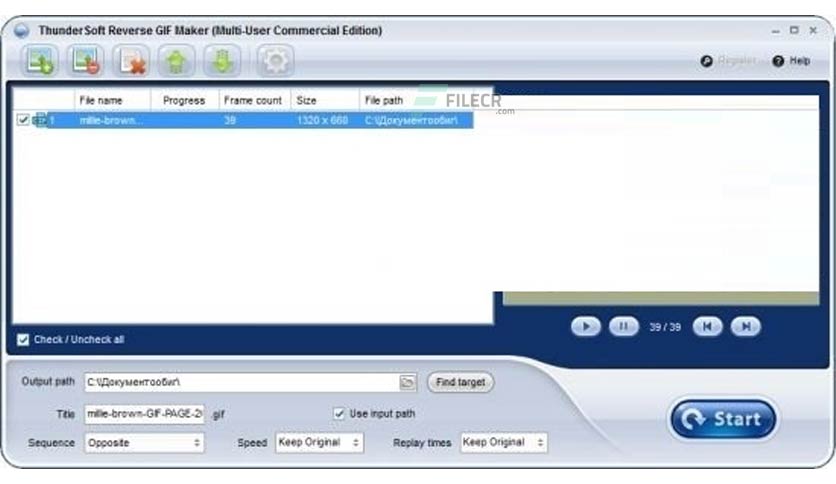 ThunderSoft Reverse GIF Maker (Multi-User Commercial Edition)
Register Help
File name Progress Frame count Size File path
FILECR
.com
1 millie-brown... 39 1320 x 660 C:\Документообиг\
39 / 39
Check / Uncheck all
Output path C:\Документообиг\ Find target
Title millie-brown-GIF-PAGE-2( .gif Use input path
Start
Sequence Opposite Speed Keep Original Replay times Keep Original